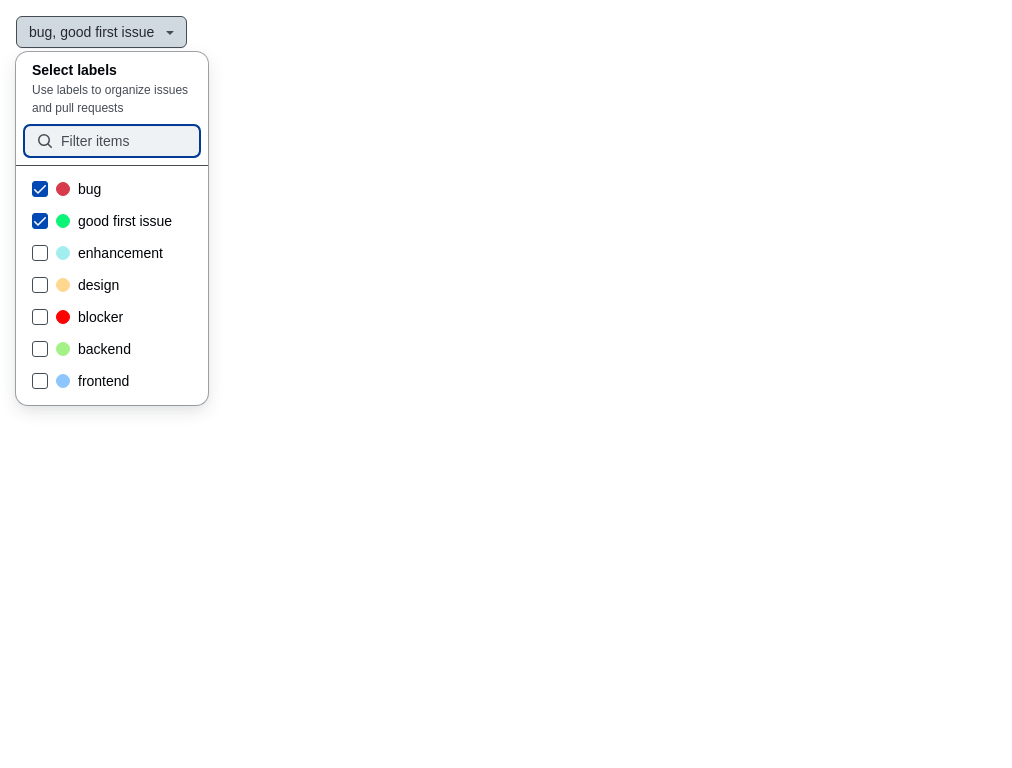 bug, good first issue
Select labels
Use labels to organize issues
and pull requests
Filter items
bug
good first issue
enhancement
design
blocker
backend
frontend